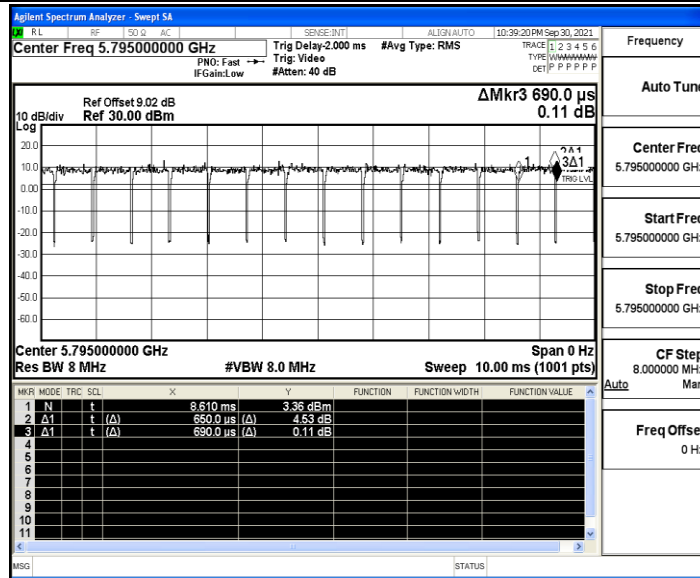 Agilent Spectrum Analyzer - Swept SA
RL RF 50 Ω AC SENSE:INT ALIGN AUTO 10:39:20 PM Sep 30, 2021
Center Freq 5.795000000 GHz
PNO: Fast
IFGain:Low
Trig Delay-2.000 ms
Trig: Video
#Atten: 40 dB
#Avg Type: RMS
TRACE 1 2 3 4 5 6
TYPE
DET P P P P P P
ΔMkr3 690.0 µs
0.11 dB
Ref Offset 9.02 dB
10 dB/div Ref 30.00 dBm
Log
20.0
10.0
0.00
-10.0
-20.0
-30.0
-40.0
-50.0
-60.0
1
2Δ1
3Δ1
TRIG LVL
Center 5.795000000 GHz Span 0 Hz
Res BW 8 MHz #VBW 8.0 MHz Sweep 10.00 ms (1001 pts)
MKR MODE TRC SCL X Y FUNCTION FUNCTION WIDTH FUNCTION VALUE
1 N t 8.610 ms 3.36 dBm
2 Δ1 t (Δ) 650.0 µs (Δ) 4.53 dB
3 Δ1 t (Δ) 690.0 µs (Δ) 0.11 dB
4
5
6
7
8
9
10
11
MSG STATUS
Frequency
Auto Tune
Center Freq
5.795000000 GHz
Start Freq
5.795000000 GHz
Stop Freq
5.795000000 GHz
CF Step
8.000000 MHz
Auto Man
Freq Offset
0 Hz